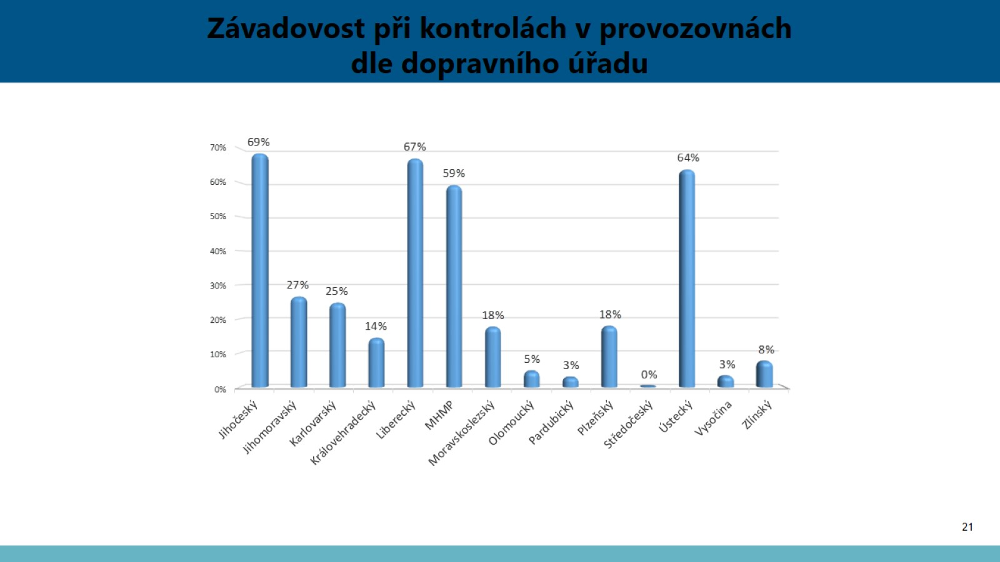 Závadovost při kontrolách v provozovnách
dle dopravního úřadu
70%
60%
50%
40%
30%
20%
10%
0%
69%
27%
25%
14%
67%
59%
18%
5%
3%
18%
0%
64%
3%
8%
Jihočeský
Jihomoravský
Karlovarský
Královehradecký
Liberecký
MHMP
Moravskoslezský
Olomoucký
Pardubický
Plzeňský
Středočeský
Ústecký
Vysočina
Zlínský
21